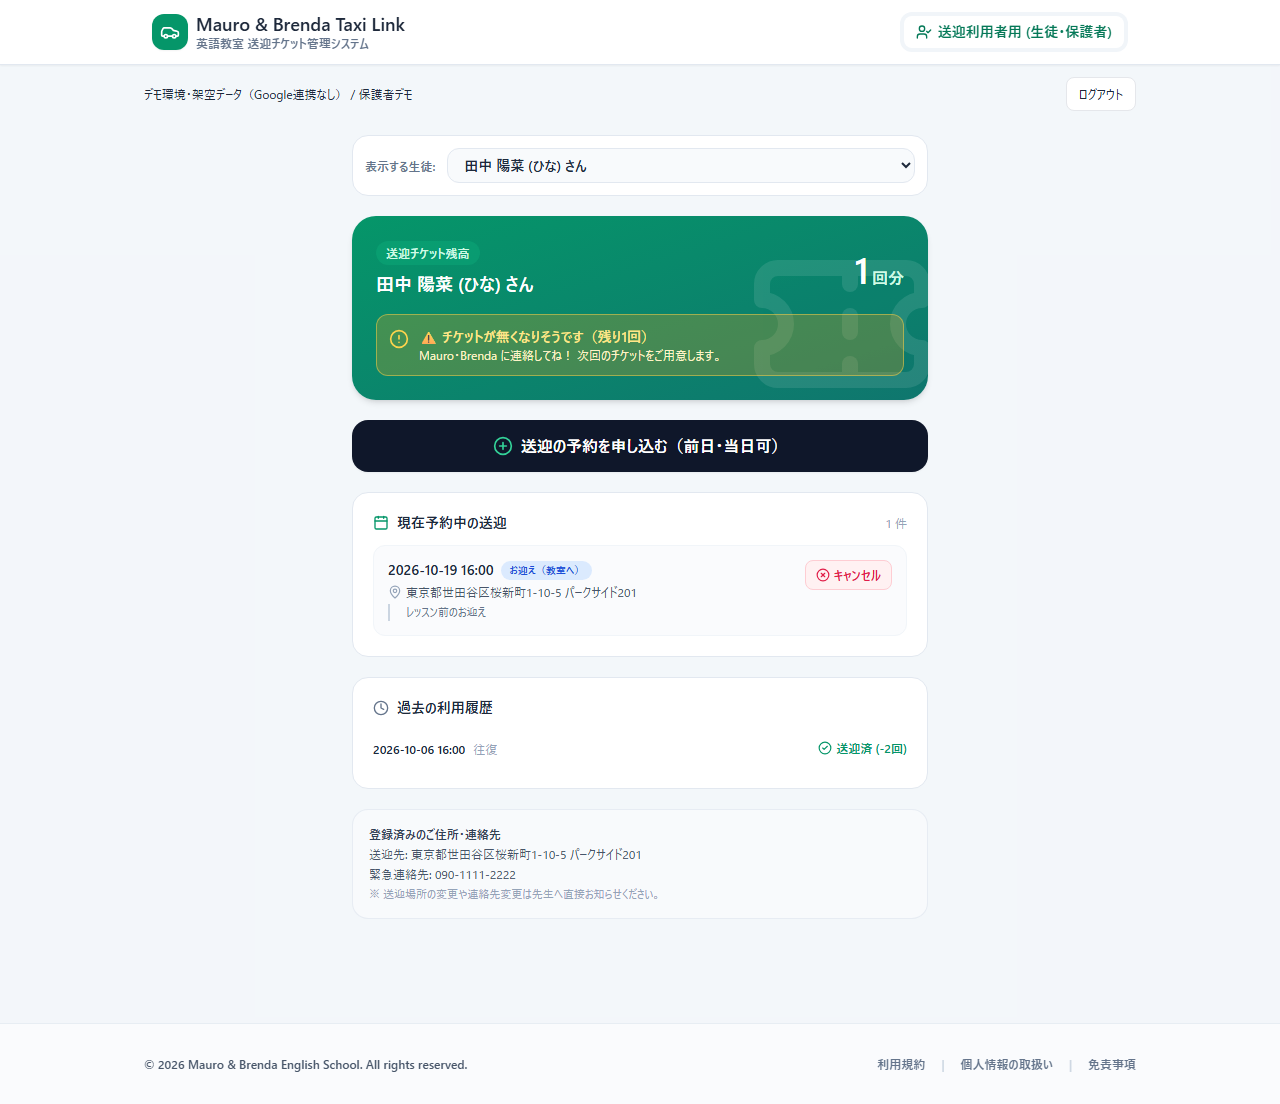 Mauro & Brenda Taxi Link
英語教室 送迎チケット管理システム
送迎利用者用 (生徒・保護者)
デモ環境・架空データ（Google連携なし） / 保護者デモ
ログアウト
表示する生徒:
田中 陽菜 (ひな) さん
送迎チケット残高
田中 陽菜 (ひな) さん
1回分
⚠️ チケットが無くなりそうです（残り1回）
Mauro・Brenda に連絡してね！ 次回のチケットをご用意します。
送迎の予約を申し込む（前日・当日可）
現在予約中の送迎
1 件
2026-10-19 16:00 お迎え（教室へ）
東京都世田谷区桜新町1-10-5 パークサイド201
レッスン前のお迎え
キャンセル
過去の利用履歴
2026-10-06 16:00 往復
送迎済 (-2回)
登録済みのご住所・連絡先
送迎先: 東京都世田谷区桜新町1-10-5 パークサイド201
緊急連絡先: 090-1111-2222
※ 送迎場所の変更や連絡先変更は先生へ直接お知らせください。
© 2026 Mauro & Brenda English School. All rights reserved.
利用規約 | 個人情報の取扱い | 免責事項